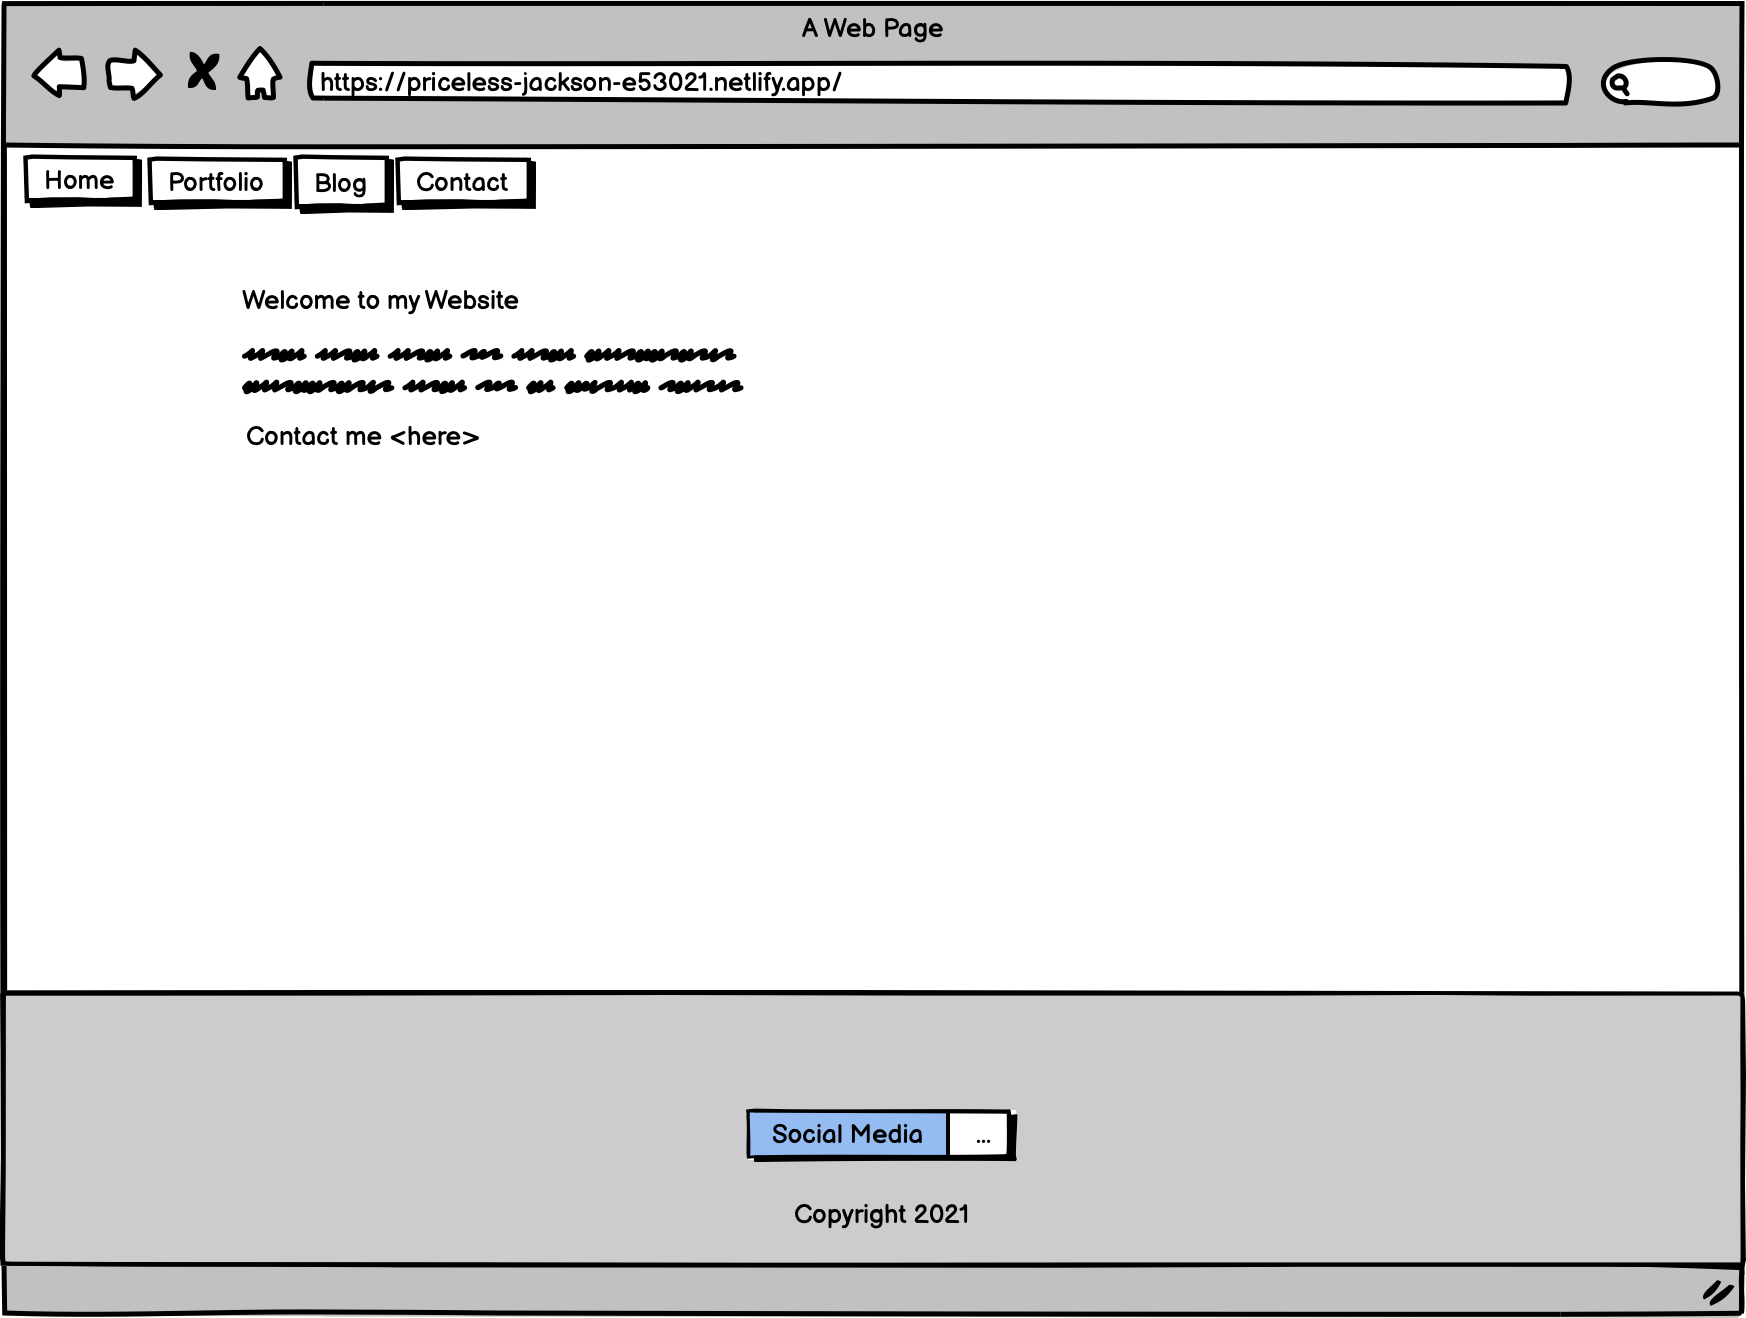 A Web Page
https://priceless-jackson-e53021.netlify.app/
Home Portfolio Blog Contact
Welcome to my Website
Contact me <here>
Social Media ...
Copyright 2021